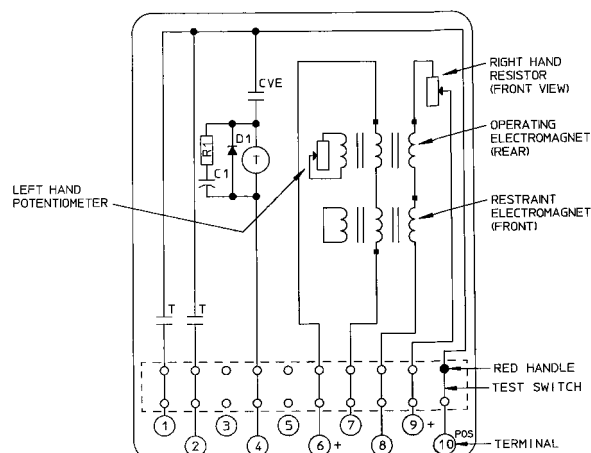 CVE
R1
D1
T
C1
LEFT HAND
POTENTIOMETER
RIGHT HAND
RESISTOR
(FRONT VIEW)
OPERATING
ELECTROMAGNET
(REAR)
RESTRAINT
ELECTROMAGNET
(FRONT)
T
T
RED HANDLE
TEST SWITCH
1
2
3
4
5
6 +
7
8
9 +
10 POS
TERMINAL